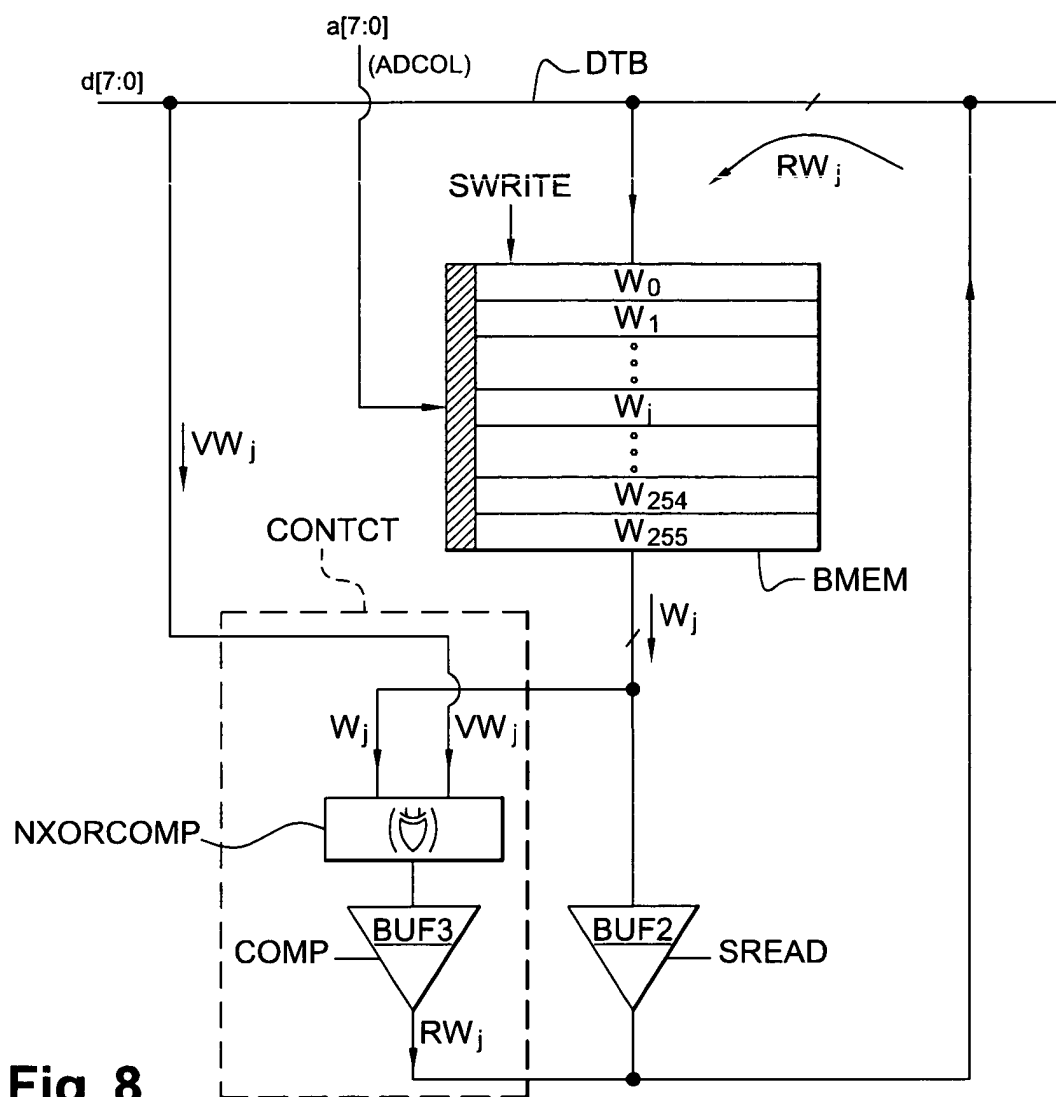 a[7:0]
(ADCOL)
DTB
d[7:0]
RWj
SWRITE
W0
W1
Wj
W254
W255
VWj
CONTCT
BMEM
Wj
Wj
VWj
NXORCOMP
BUF3
BUF2
COMP
SREAD
RWj
Fig. 8